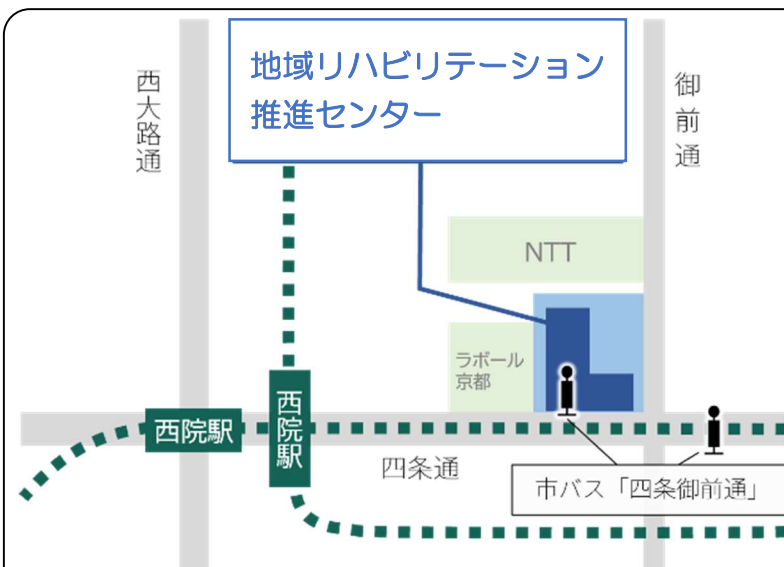 地域リハビリテーション
推進センター
西大路通
御前通
NTT
ラボール
京都
西院駅
西院駅
四条通
市バス「四条御前通」